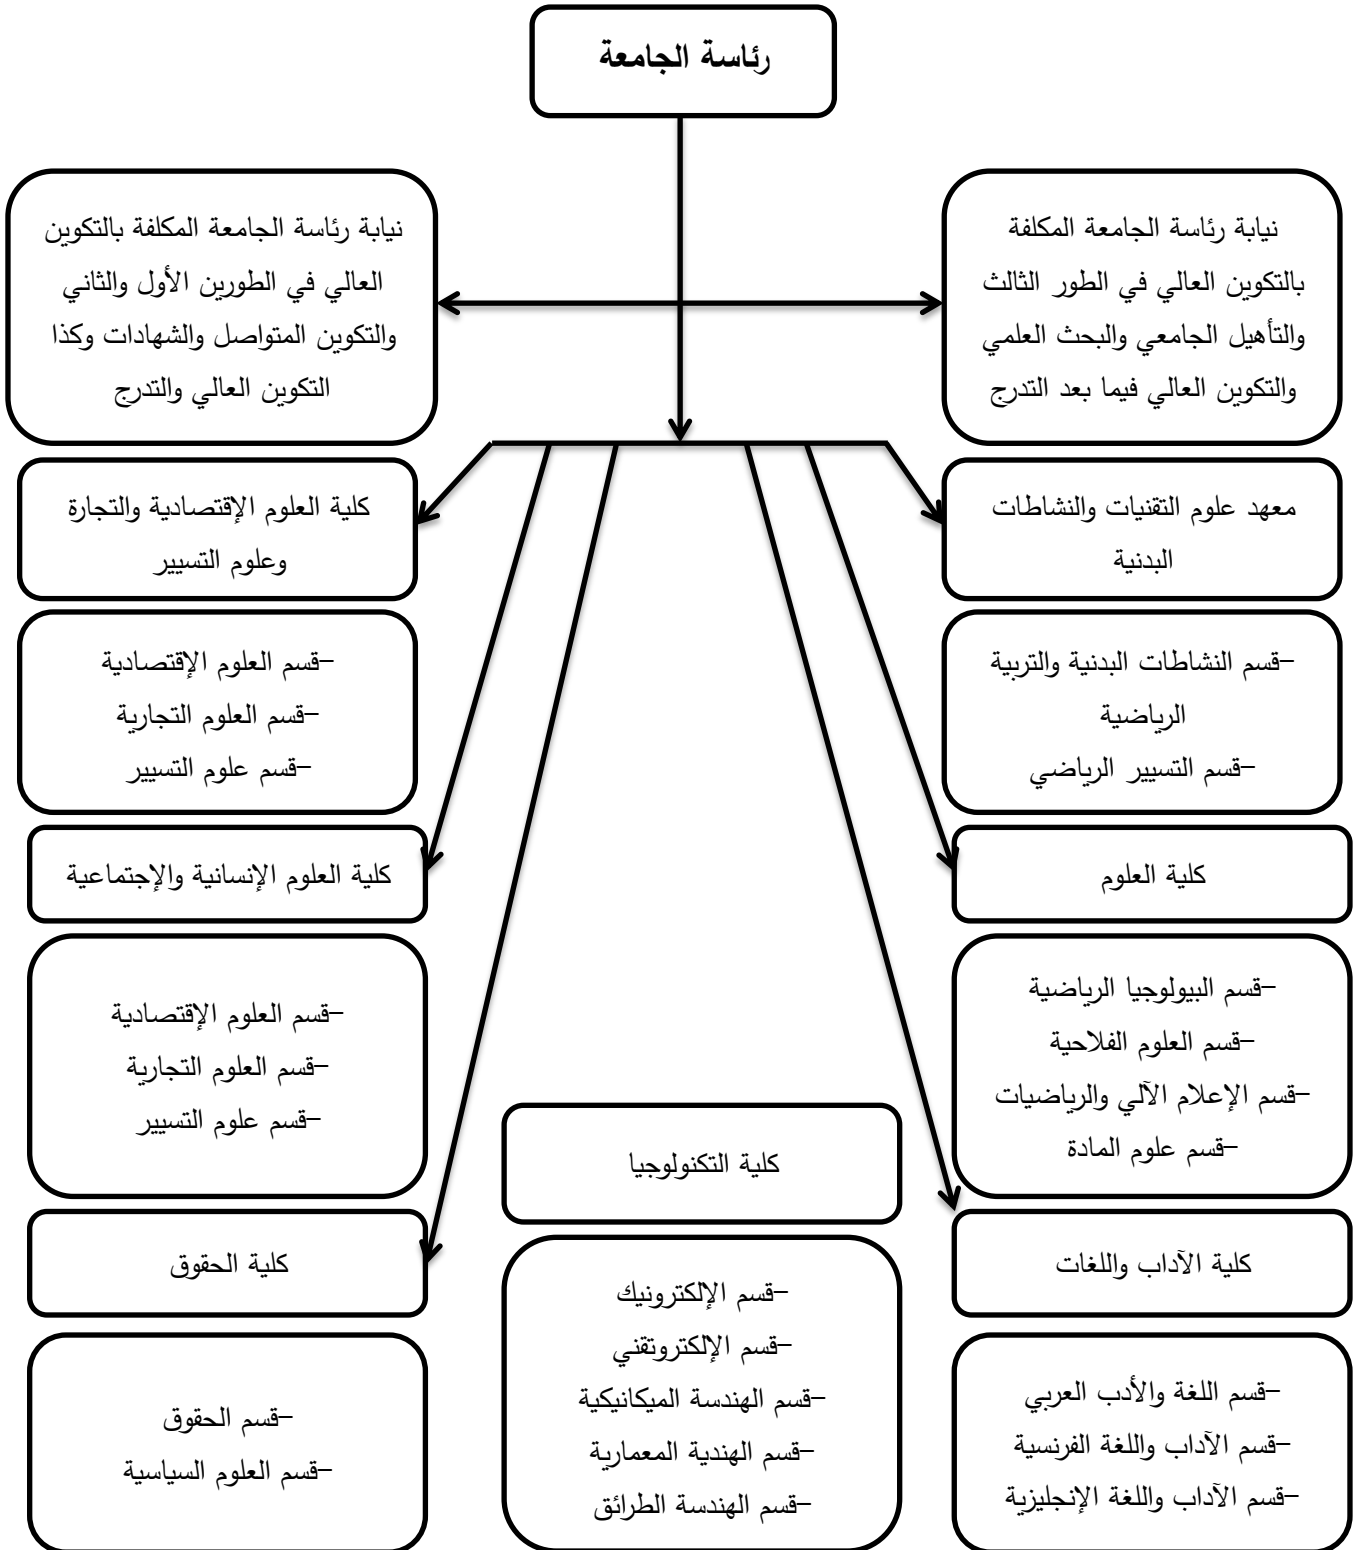 رئاسة الجامعة
نيابة رئاسة الجامعة المكلفة
بالتكوين العالي في الطور الثالث
والتأهيل الجامعي والبحث العلمي
والتكوين العالي فيما بعد التدرج
نيابة رئاسة الجامعة المكلفة بالتكوين
العالي في الطورين الأول والثاني
والتكوين المتواصل والشهادات وكذا
التكوين العالي والتدرج
معهد علوم التقنيات والنشاطات
البدنية
كلية العلوم الإقتصادية والتجارة
وعلوم التسيير
-قسم النشاطات البدنية والتربية
الرياضية
-قسم التسيير الرياضي
-قسم العلوم الإقتصادية
-قسم العلوم التجارية
-قسم علوم التسيير
كلية العلوم
كلية العلوم الإنسانية والإجتماعية
-قسم البيولوجيا الرياضية
-قسم العلوم الفلاحية
-قسم الإعلام الآلي والرياضيات
-قسم علوم المادة
-قسم العلوم الإقتصادية
-قسم العلوم التجارية
-قسم علوم التسيير
كلية الآداب واللغات
كلية التكنولوجيا
كلية الحقوق
-قسم اللغة والأدب العربي
-قسم الآداب واللغة الفرنسية
-قسم الآداب واللغة الإنجليزية
-قسم الإلكترونيك
-قسم الإلكتروتقني
-قسم الهندسة الميكانيكية
-قسم الهندية المعمارية
-قسم الهندسة الطرائق
-قسم الحقوق
-قسم العلوم السياسية